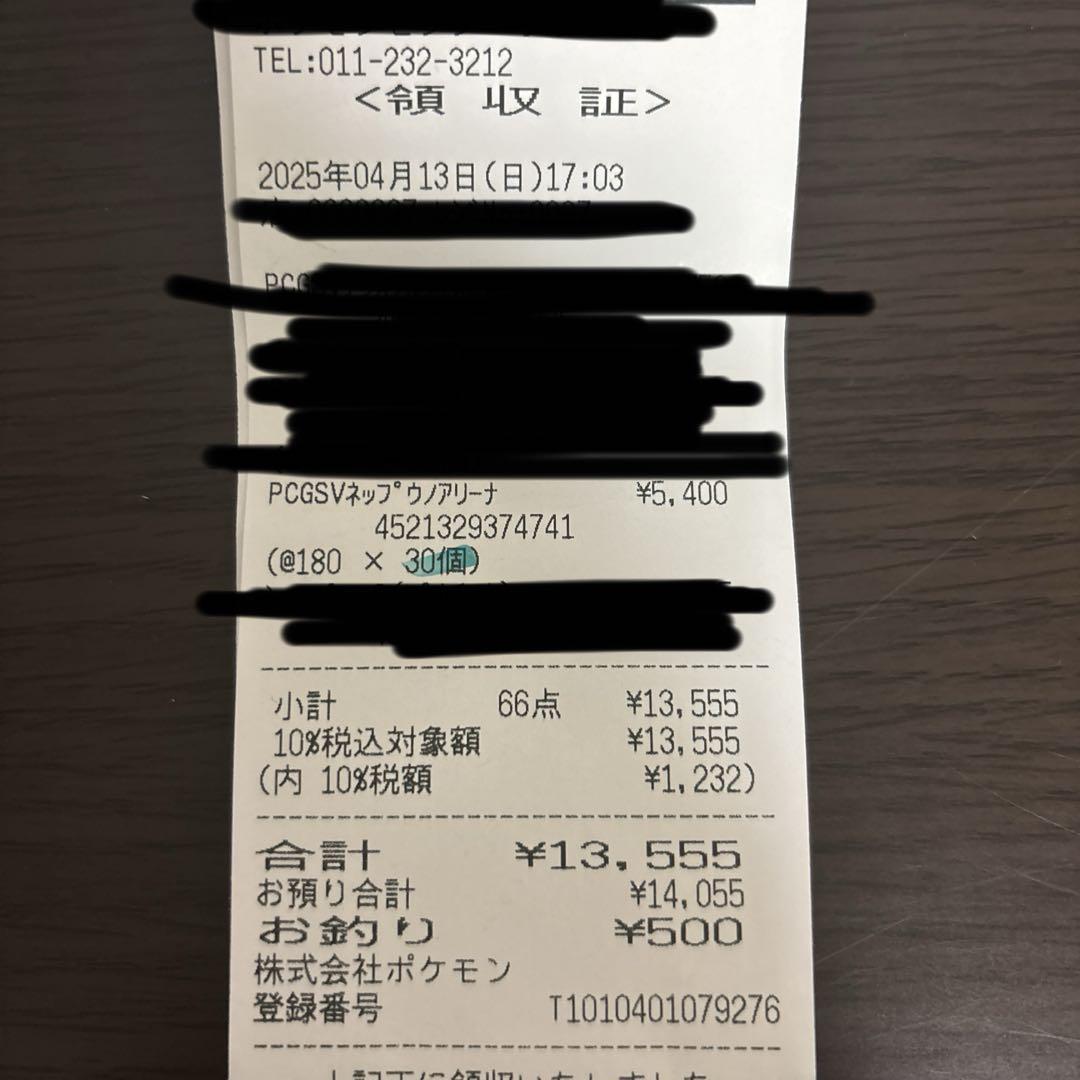 TEL:011-232-3212
<領 収 証>
2025年04月13日(日)17:03
PCGSVネップウノアリーナ ¥5,400
4521329374741
(@180 × 30個)
小計 66点 ¥13,555
10%税込対象額 ¥13,555
(内 10%税額 ¥1,232)
合計 ¥13,555
お預り合計 ¥14,055
お釣り ¥500
株式会社ポケモン
登録番号 T1010401079276